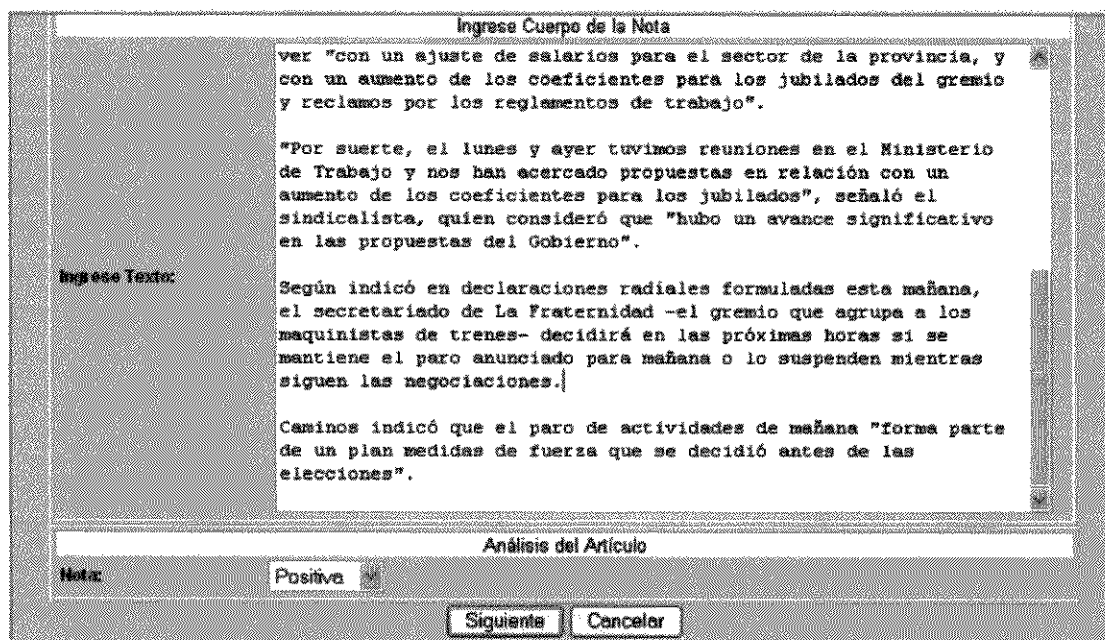 Ingrese Cuerpo de la Nota
ver "con un ajuste de salarios para el sector de la provincia, y
con un aumento de los coeficientes para los jubilados del gremio
y reclamos por los reglamentos de trabajo".
"Por suerte, el lunes y ayer tuvimos reuniones en el Ministerio
de Trabajo y nos han acercado propuestas en relación con un
aumento de los coeficientes para los jubilados", señaló el
sindicalista, quien consideró que "hubo un avance significativo
en las propuestas del Gobierno".
Ingrese Texto:
Según indicó en declaraciones radiales formuladas esta mañana,
el secretariado de La Fraternidad -el gremio que agrupa a los
maquinistas de trenes- decidirá en las próximas horas si se
mantiene el paro anunciado para mañana o lo suspenden mientras
siguen las negociaciones.
Caminos indicó que el paro de actividades de mañana "forma parte
de un plan medidas de fuerza que se decidió antes de las
elecciones".
Análisis del Artículo
Nota: Positiva
Siguiente Cancelar